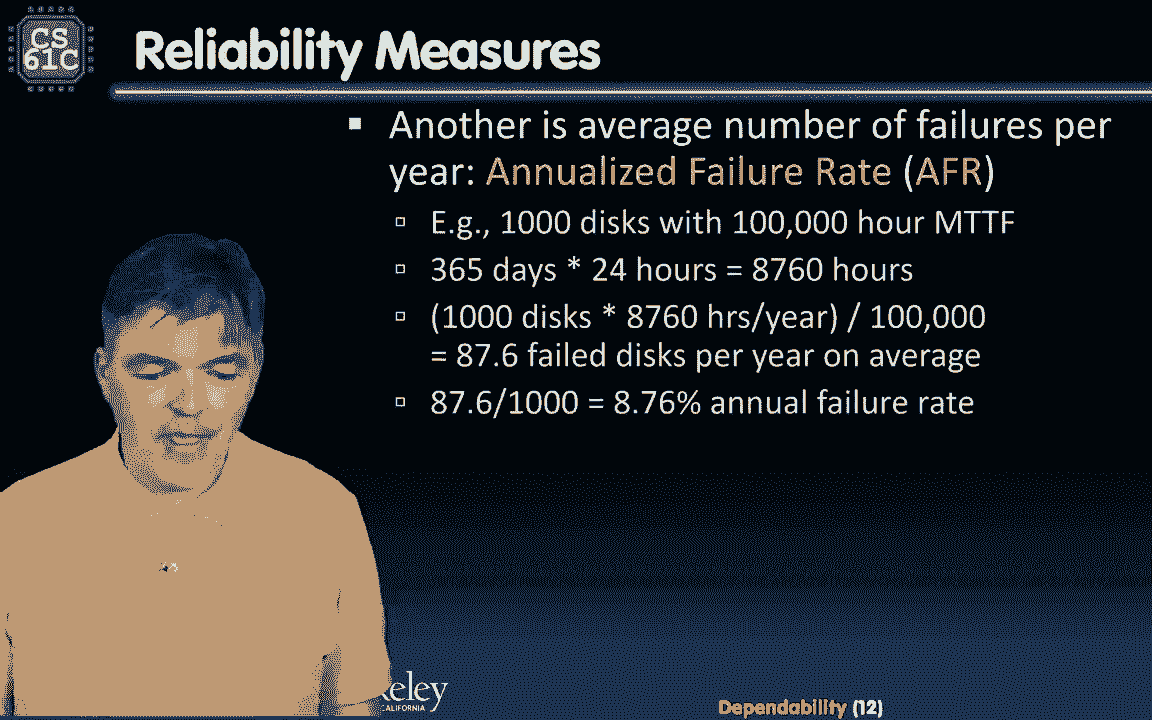 CS
61C
Reliability Measures
▪ Another is average number of failures per
year: Annualized Failure Rate (AFR)
▫ E.g., 1000 disks with 100,000 hour MTTF
▫ 365 days * 24 hours = 8760 hours
▫ (1000 disks * 8760 hrs/year) / 100,000
= 87.6 failed disks per year on average
▫ 87.6/1000 = 8.76% annual failure rate
Dependability (12)